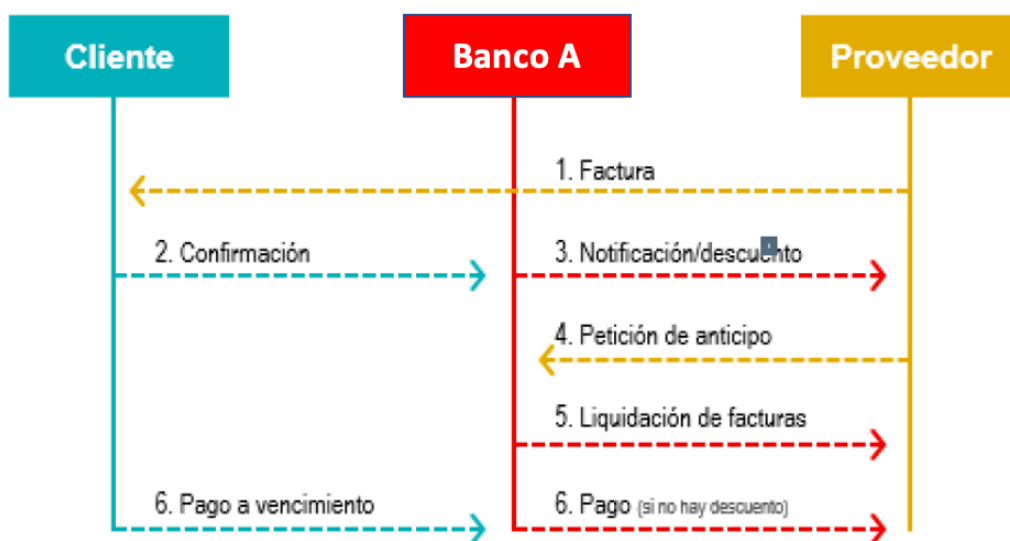 Cliente
Banco A
Proveedor
1. Factura
2. Confirmación
3. Notificación/descuento
4. Petición de anticipo
5. Liquidación de facturas
6. Pago a vencimiento
6. Pago (si no hay descuento)